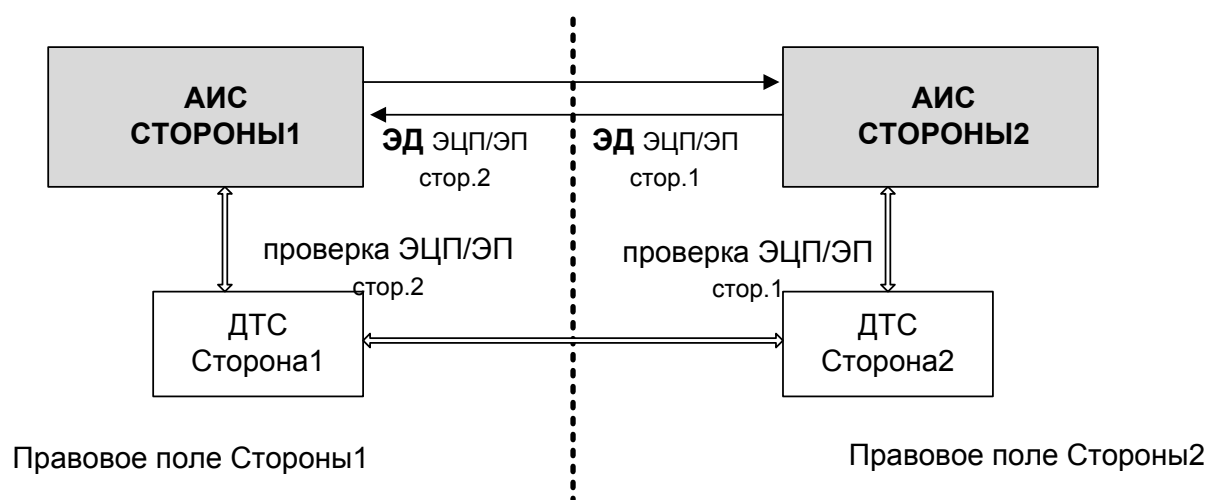 АИС
СТОРОНЫ1
АИС
СТОРОНЫ2
ЭД ЭЦП/ЭП
стор.2
ЭД ЭЦП/ЭП
стор.1
проверка ЭЦП/ЭП
стор.2
проверка ЭЦП/ЭП
стор.1
ДТС
Сторона1
ДТС
Сторона2
Правовое поле Стороны1
Правовое поле Стороны2